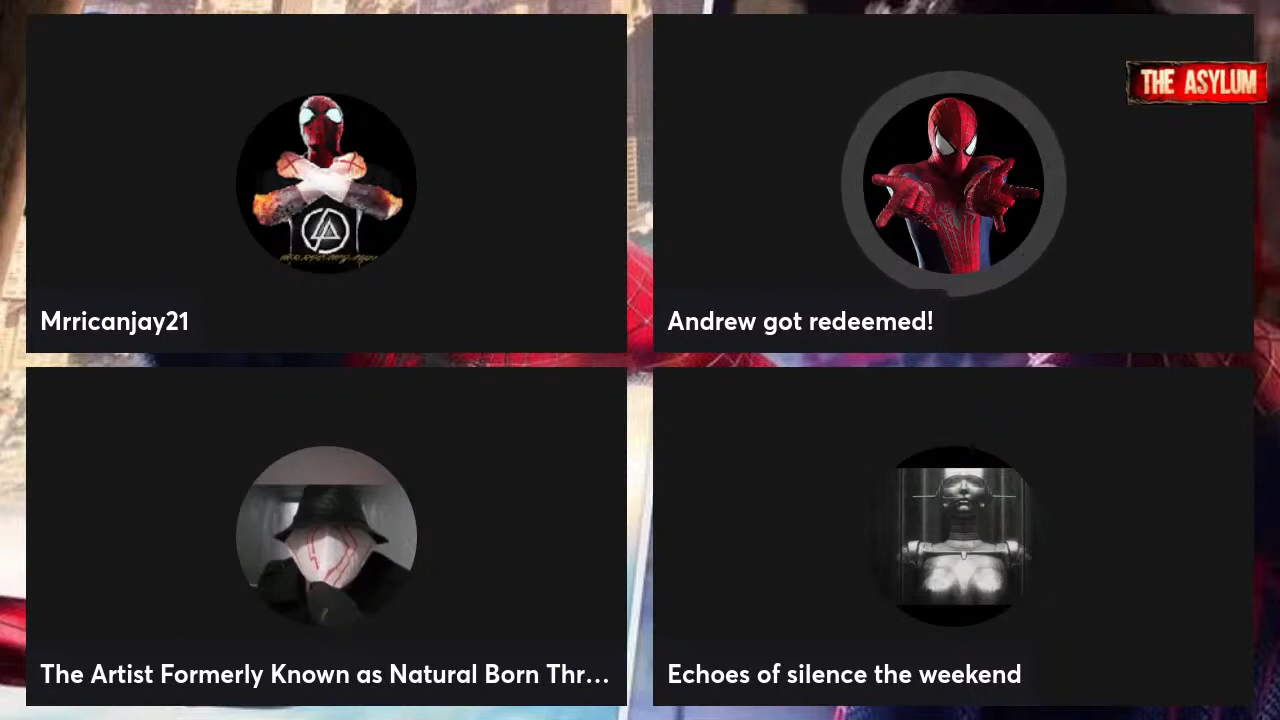 THE ASYLUM
Mrricanjay21
Andrew got redeemed!
The Artist Formerly Known as Natural Born Thr...
Echoes of silence the weekend